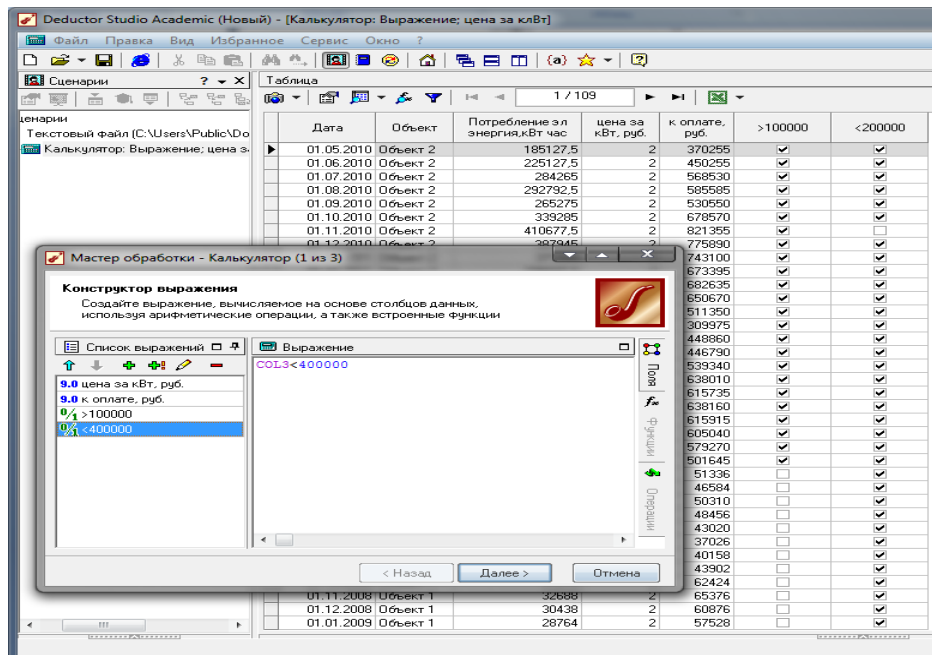 Deductor Studio Academic (Новый) - [Калькулятор: Выражение; цена за клВт]
Файл Правка Вид Избранное Сервис Окно ?
Сценарии ?
ценарии
Текстовый файл (C:\Users\Public\Do
Калькулятор: Выражение; цена з
Таблица
1 / 109
Дата Объект Потребление эл энергия,кВт час цена за кВт, руб. к оплате, руб. >100000 <200000
01.05.2010 Объект 2 185127,5 2 370255
01.06.2010 Объект 2 225127,5 2 450255
01.07.2010 Объект 2 284265 2 568530
01.08.2010 Объект 2 292792,5 2 585585
01.09.2010 Объект 2 265275 2 530550
01.10.2010 Объект 2 339285 2 678570
01.11.2010 Объект 2 410677,5 2 821355
01.12.2010 Объект 2 387945 2 775890
743100
673395
682635
650670
511350
309975
448860
446790
539340
638010
615735
638160
615915
605040
579270
501645
51336
46584
50310
48456
43020
37026
40158
43902
62424
01.11.2008 Объект 1 32688 2 65376
01.12.2008 Объект 1 30438 2 60876
01.01.2009 Объект 1 28764 2 57528
Мастер обработки - Калькулятор (1 из 3)
Конструктор выражения
Создайте выражение, вычисляемое на основе столбцов данных,
используя арифметические операции, а также встроенные функции
Список выражений
9.0 цена за кВт, руб.
9.0 к оплате, руб.
0/1 >100000
0/1 <400000
Выражение
COL3<400000
Поля
Функции
Операции
< Назад
Далее >
Отмена